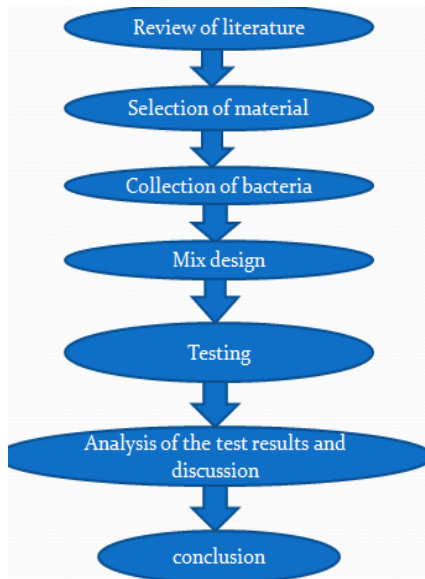 Review of literature
Selection of material
Collection of bacteria
Mix design
Testing
Analysis of the test results and
discussion
conclusion